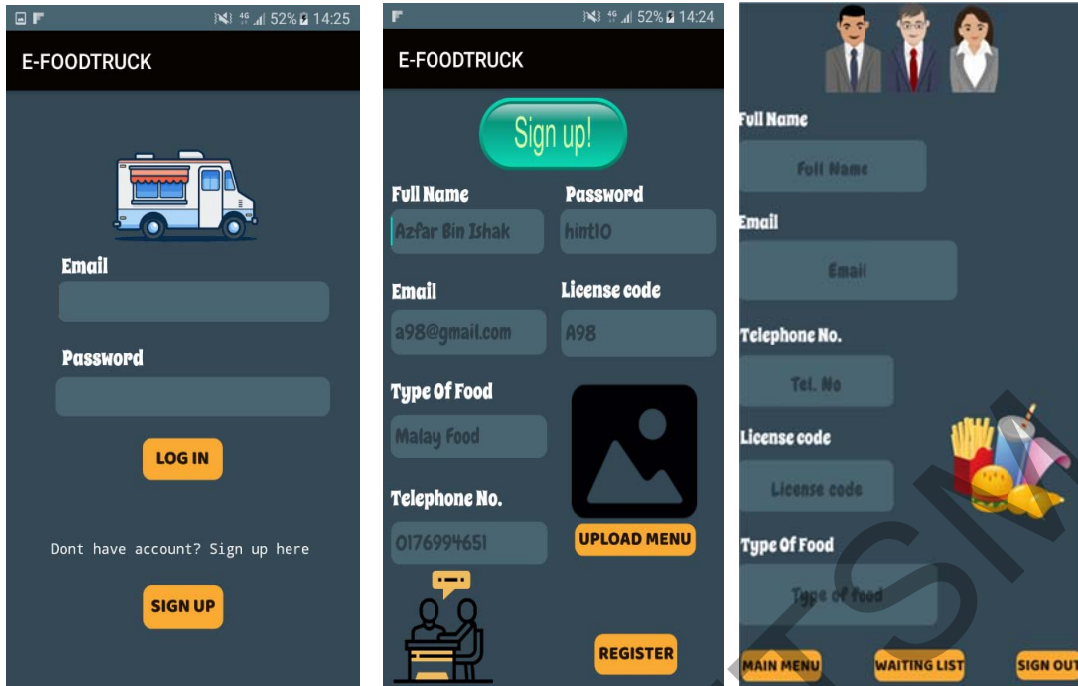 52% 14:25
E-FOODTRUCK
Email
Password
LOG IN
Dont have account? Sign up here
SIGN UP
4G 52% 14:24
E-FOODTRUCK
Sign up!
Full Name Password
Azfar Bin Ishak hint10
Email License code
a98@gmail.com A98
Type Of Food
Malay Food
Telephone No.
0176994651
UPLOAD MENU
REGISTER
Full Name
Full Name
Email
Email
Telephone No.
Tel. No
License code
License code
Type Of Food
Type of food
MAIN MENU WAITING LIST SIGN OUT